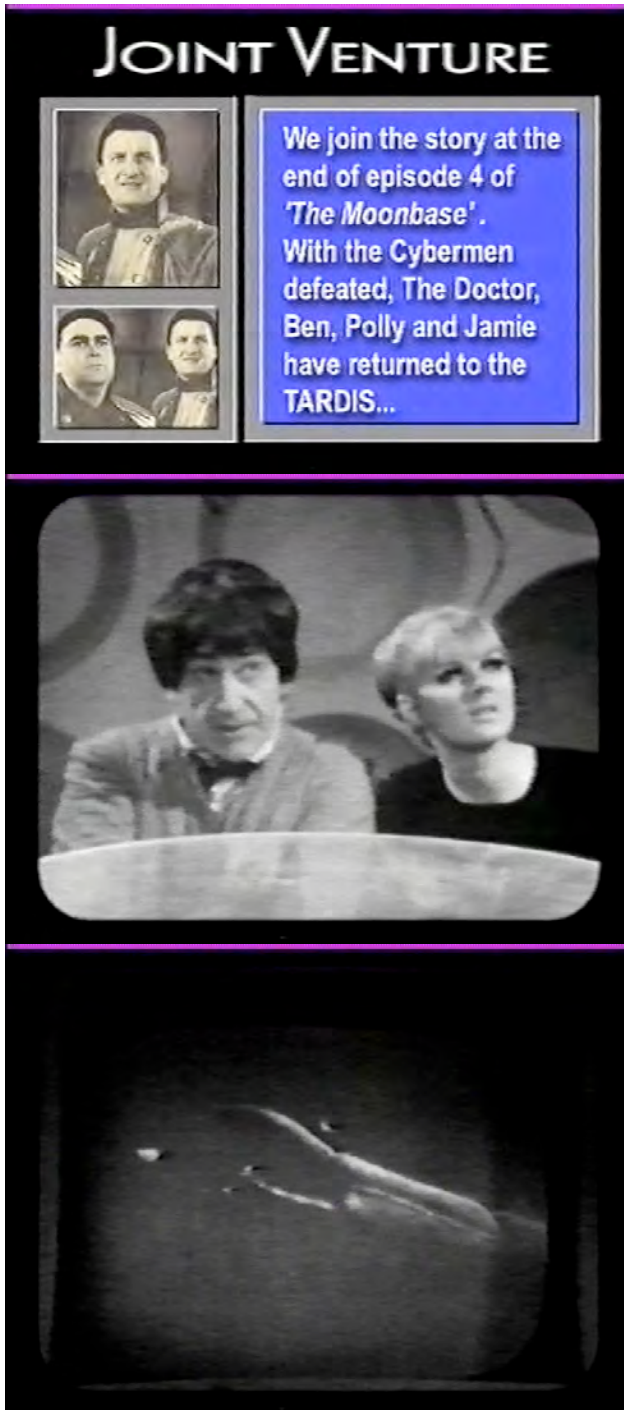 JOINT VENTURE
We join the story at the
end of episode 4 of
'The Moonbase' .
With the Cybermen
defeated, The Doctor,
Ben, Polly and Jamie
have returned to the
TARDIS...